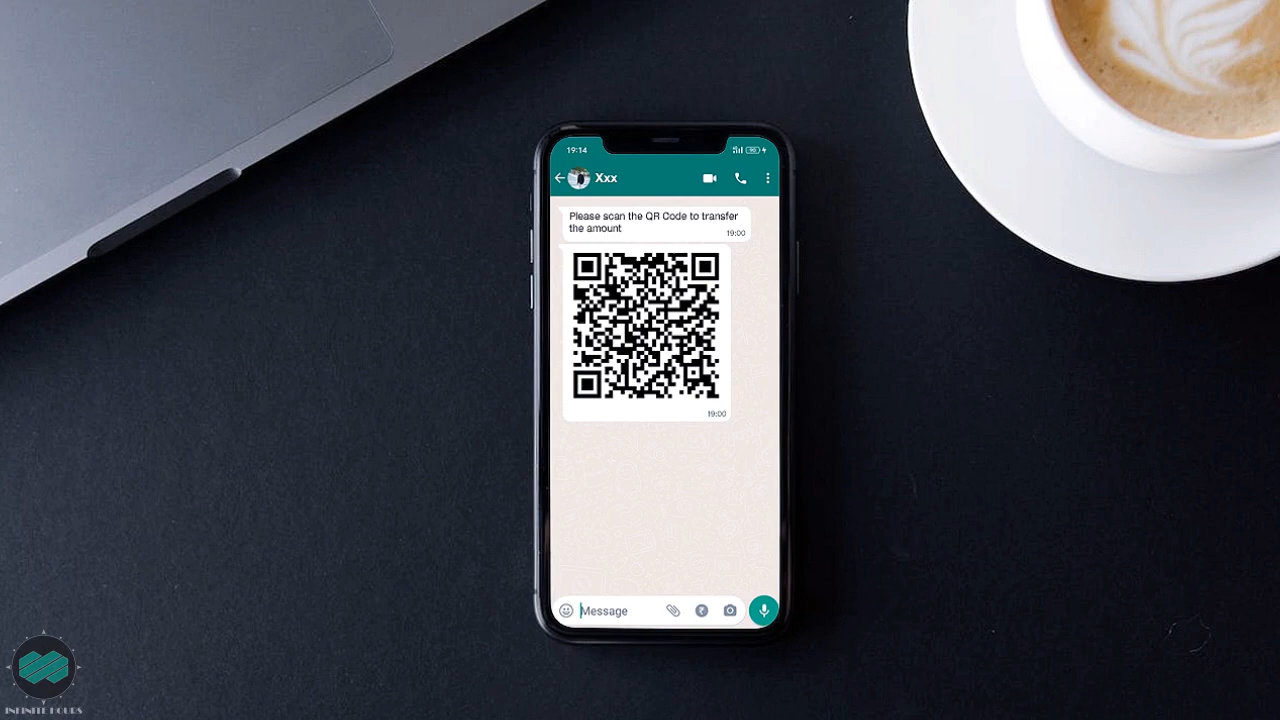 19:14
90
Xxx
Please scan the QR Code to transfer
the amount
19:00
19:00
Message
INFINITE HOURS